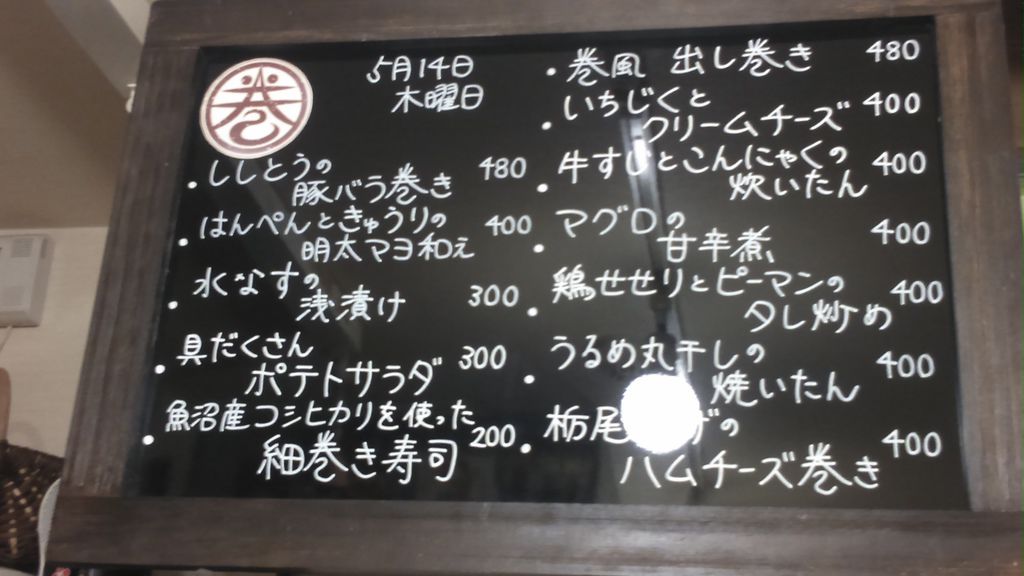 巻
5月14日
木曜日
・ししとうの
豚バラ巻き 480
・はんぺんときゅうりの
明太マヨ和え 400
・水なすの
浅漬け 300
・具だくさん
ポテトサラダ 300
・魚沼産コシヒカリを使った
細巻き寿司 200
・巻風 出し巻き 480
・いちじくと
クリームチーズ 400
・牛すじとこんにゃくの
炊いたん 400
・マグロの
甘辛煮 400
・鶏せせりとピーマンの
タレ炒め 400
・うるめ丸干しの
焼いたん 400
・栃尾 げの
ハムチーズ巻き 400